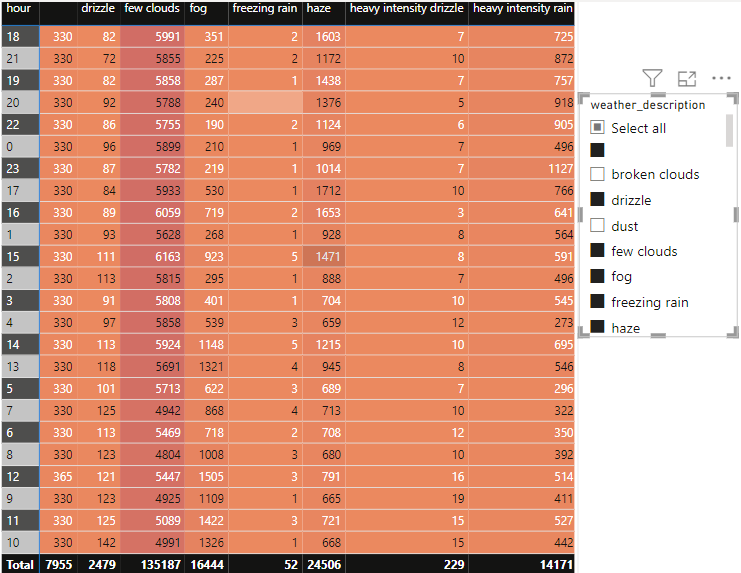 hour drizzle few clouds fog freezing rain haze heavy intensity drizzle heavy intensity rain
18 330 82 5991 351 2 1603 7 725
21 330 72 5855 225 2 1172 10 872
19 330 82 5858 287 1 1438 7 757
20 330 92 5788 240 1376 5 918
22 330 86 5755 190 2 1124 6 905
0 330 96 5899 210 1 969 7 496
23 330 87 5782 219 1 1014 7 1127
17 330 84 5933 530 1 1712 10 766
16 330 89 6059 719 2 1653 3 641
1 330 93 5628 268 1 928 8 564
15 330 111 6163 923 5 1471 8 591
2 330 113 5815 295 1 888 7 496
3 330 91 5808 401 1 704 10 545
4 330 97 5858 539 3 659 12 273
14 330 113 5924 1148 5 1215 10 695
13 330 118 5691 1321 4 945 8 546
5 330 101 5713 622 3 689 7 296
7 330 125 4942 868 4 713 10 322
6 330 113 5469 718 2 708 12 350
8 330 123 4804 1008 3 680 10 392
12 365 121 5447 1505 3 791 16 514
9 330 123 4925 1109 1 665 19 411
11 330 125 5089 1422 3 721 15 527
10 330 142 4991 1326 1 668 15 442
Total 7955 2479 135187 16444 52 24506 229 14171
weather_description
Select all
broken clouds
drizzle
dust
few clouds
fog
freezing rain
haze